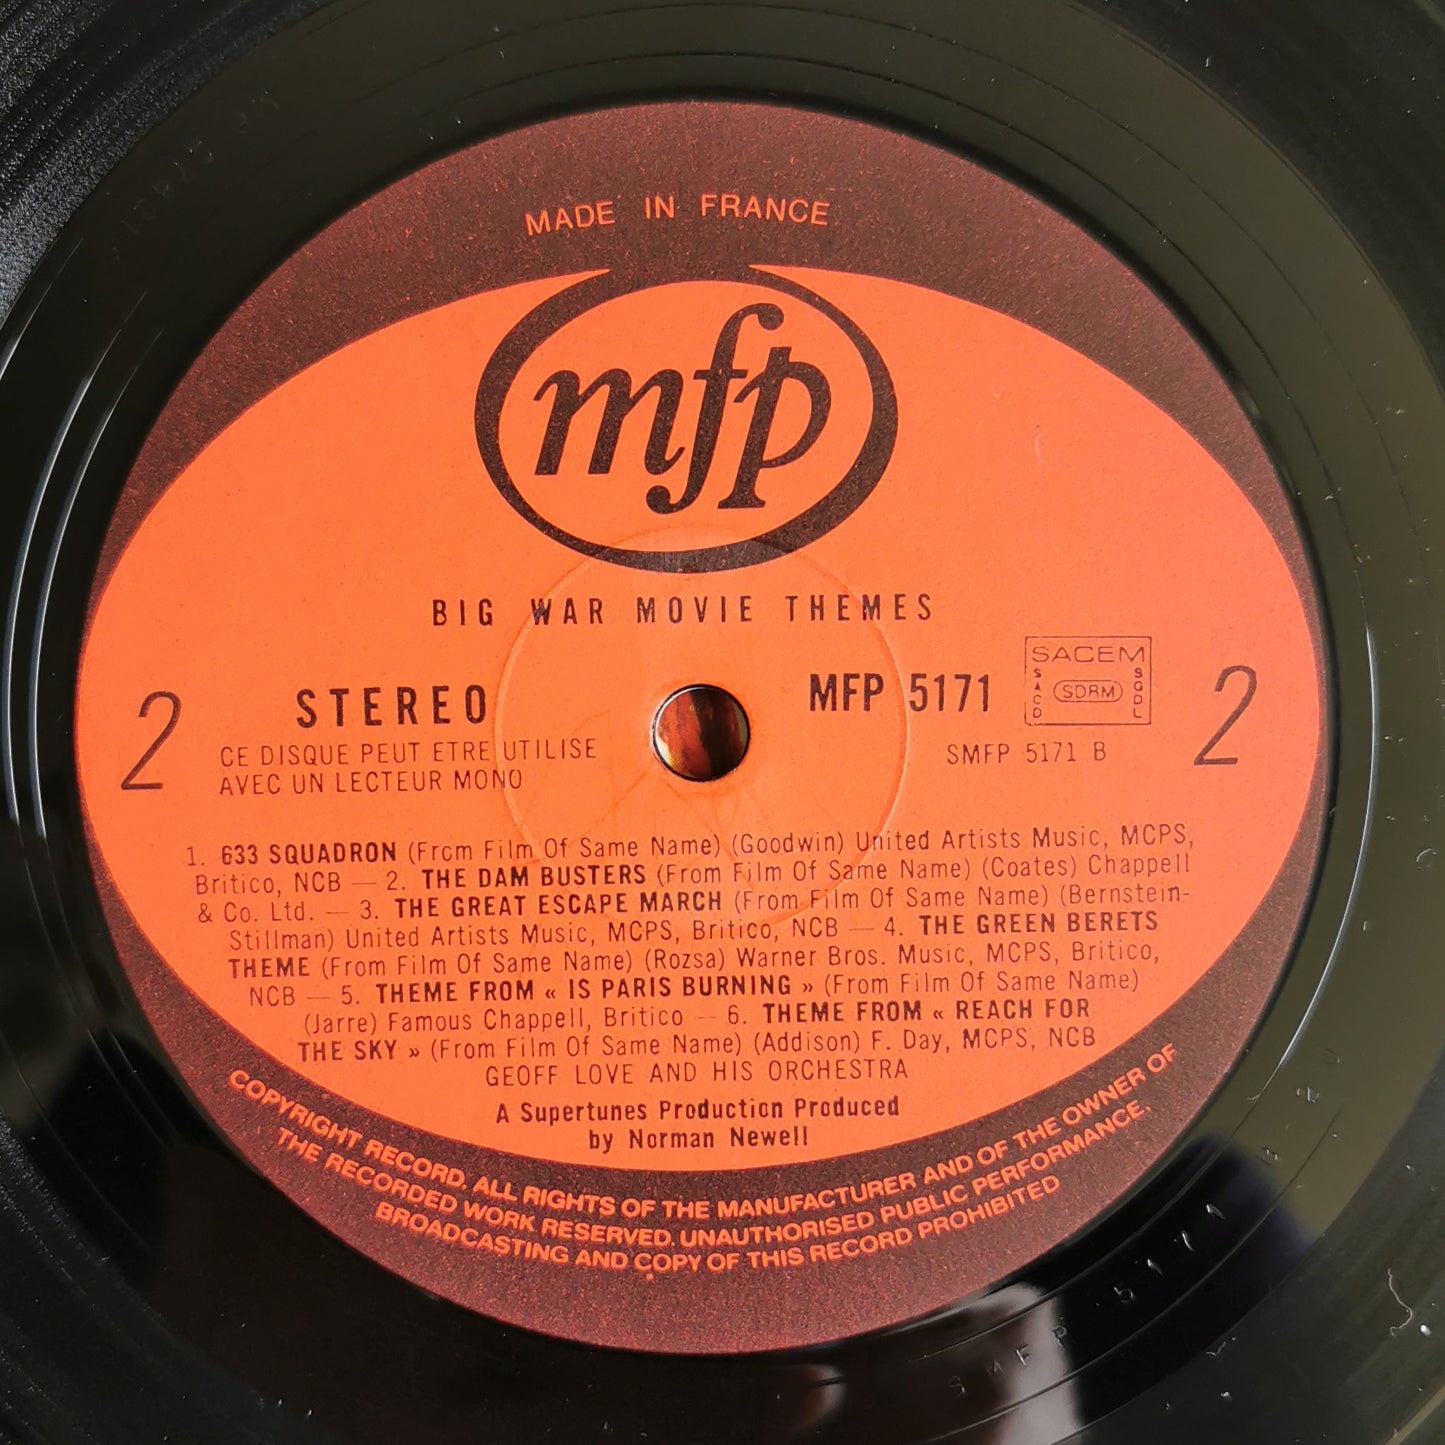 MADE IN FRANCE
mfp
BIG WAR MOVIE THEMES
2 STEREO MFP 5171 SACEM SACD SDRM SGDL 2
CE DISQUE PEUT ETRE UTILISE
AVEC UN LECTEUR MONO
SMFP 5171 B
1. 633 SQUADRON (From Film Of Same Name) (Goodwin) United Artists Music, MCPS,
Britico, NCB — 2. THE DAM BUSTERS (From Film Of Same Name) (Coates) Chappell
& Co. Ltd. — 3. THE GREAT ESCAPE MARCH (From Film Of Same Name) (Bernstein-
Stillman) United Artists Music, MCPS, Britico, NCB — 4. THE GREEN BERETS
THEME (From Film Of Same Name) (Rozsa) Warner Bros. Music, MCPS, Britico,
NCB — 5. THEME FROM « IS PARIS BURNING » (From Film Of Same Name)
(Jarre) Famous Chappell, Britico — 6. THEME FROM « REACH FOR
THE SKY » (From Film Of Same Name) (Addison) F. Day, MCPS, NCB
GEOFF LOVE AND HIS ORCHESTRA
A Supertunes Production Produced
by Norman Newell
COPYRIGHT RECORD. ALL RIGHTS OF THE MANUFACTURER AND OF THE OWNER OF
THE RECORDED WORK RESERVED. UNAUTHORISED PUBLIC PERFORMANCE,
BROADCASTING AND COPY OF THIS RECORD PROHIBITED
SMFP 5171